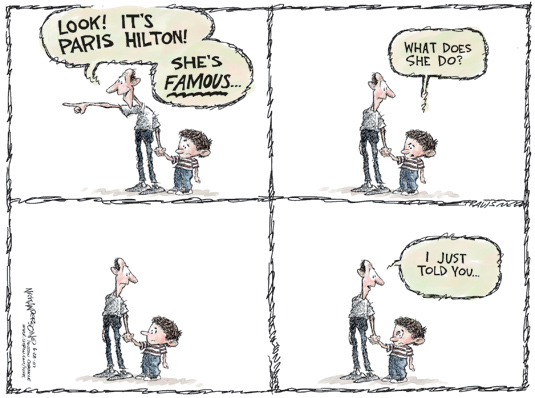 LOOK! IT'S
PARIS HILTON!
SHE'S
FAMOUS...
WHAT DOES
SHE DO?
I JUST
TOLD YOU...